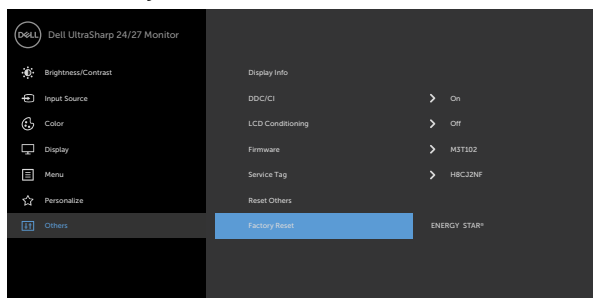 DELL Dell UltraSharp 24/27 Monitor
Brightness/Contrast Display Info
Input Source DDC/CI On
Color LCD Conditioning Off
Display Firmware M3T102
Menu Service Tag H8CJ2NF
Personalize Reset Others
Others Factory Reset ENERGY STAR®